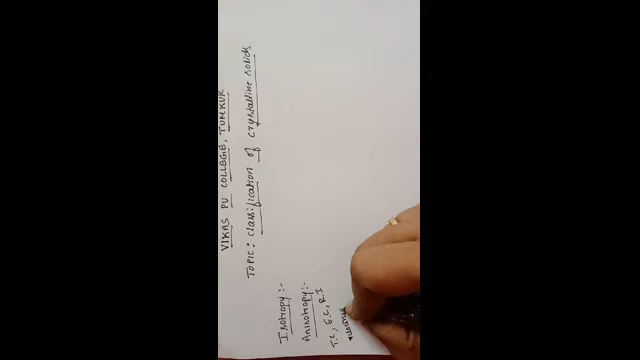 VIKAS PU COLLEGE, TUMKUR
TOPIC: Classification of crystalline solids
Isotropy :-
Anisotropy :-
T.C, E.C, R.I